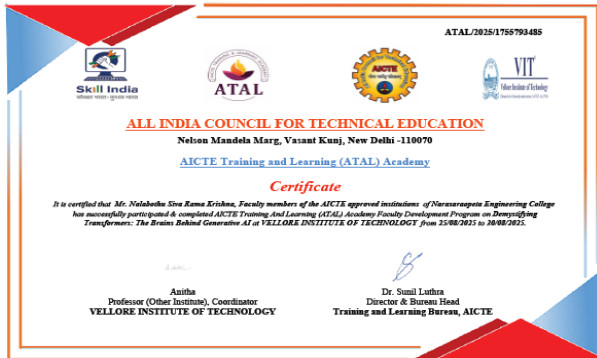 ATAL/2025/1755793485
Skill India
कौशल भारत - कुशल भारत
ATAL
AICTE
VIT
Vellore Institute of Technology
ALL INDIA COUNCIL FOR TECHNICAL EDUCATION
Nelson Mandela Marg, Vasant Kunj, New Delhi -110070
AICTE Training and Learning (ATAL) Academy
Certificate
It is certified that Mr. Nalabothu Siva Rama Krishna, Faculty members of the AICTE approved institutions of Narasaraopeta Engineering College
has successfully participated & completed AICTE Training And Learning (ATAL) Academy Faculty Development Program on Demystifying
Transformers: The Brains Behind Generative AI at VELLORE INSTITUTE OF TECHNOLOGY from 25/08/2025 to 30/08/2025.
Anitha
Professor (Other Institute), Coordinator
VELLORE INSTITUTE OF TECHNOLOGY
Dr. Sunil Luthra
Director & Bureau Head
Training and Learning Bureau, AICTE